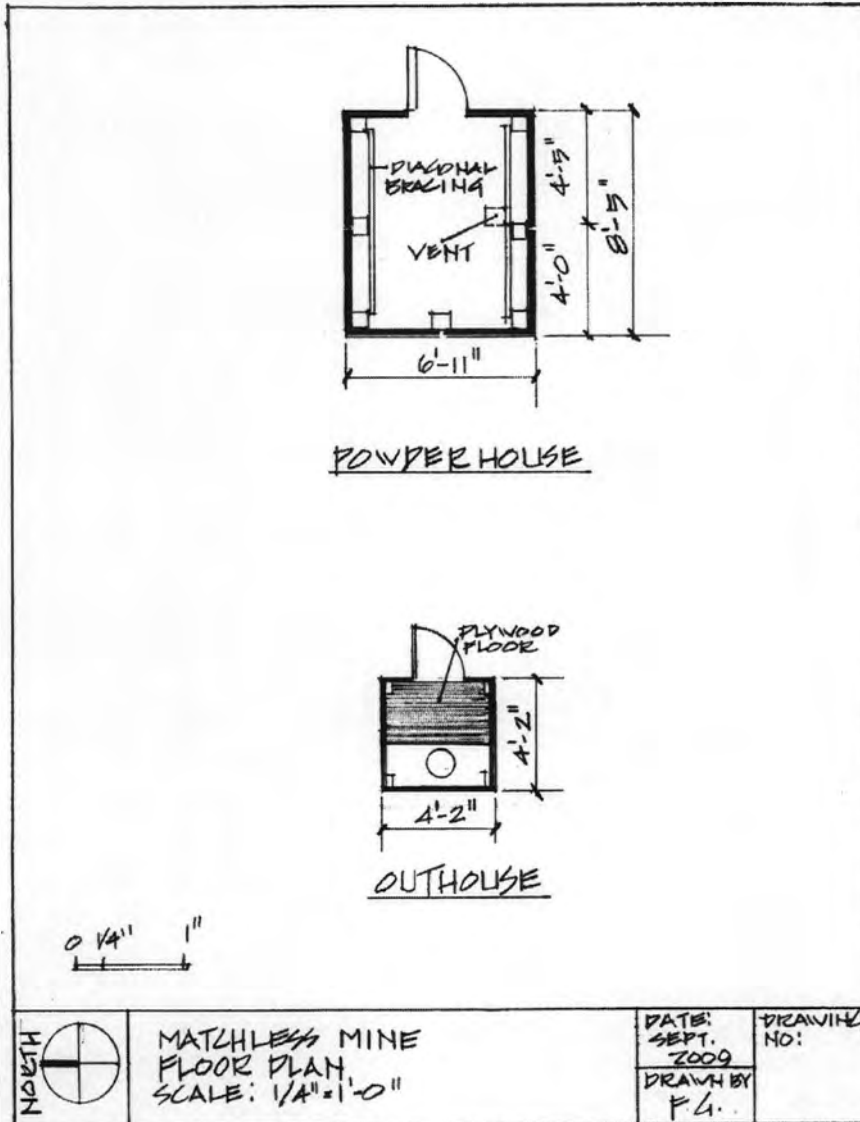 DIAGONAL
BRACING
VENT
4'-5"
4'-0"
8'-5"
6'-11"
POWDER HOUSE
PLYWOOD
FLOOR
4'-2"
4'-2"
OUTHOUSE
0 1/4" 1"
NORTH
MATCHLESS MINE
FLOOR PLAN
SCALE: 1/4"=1'-0"
DATE:
SEPT.
2009
DRAWN BY
F.G.
DRAWING
NO: